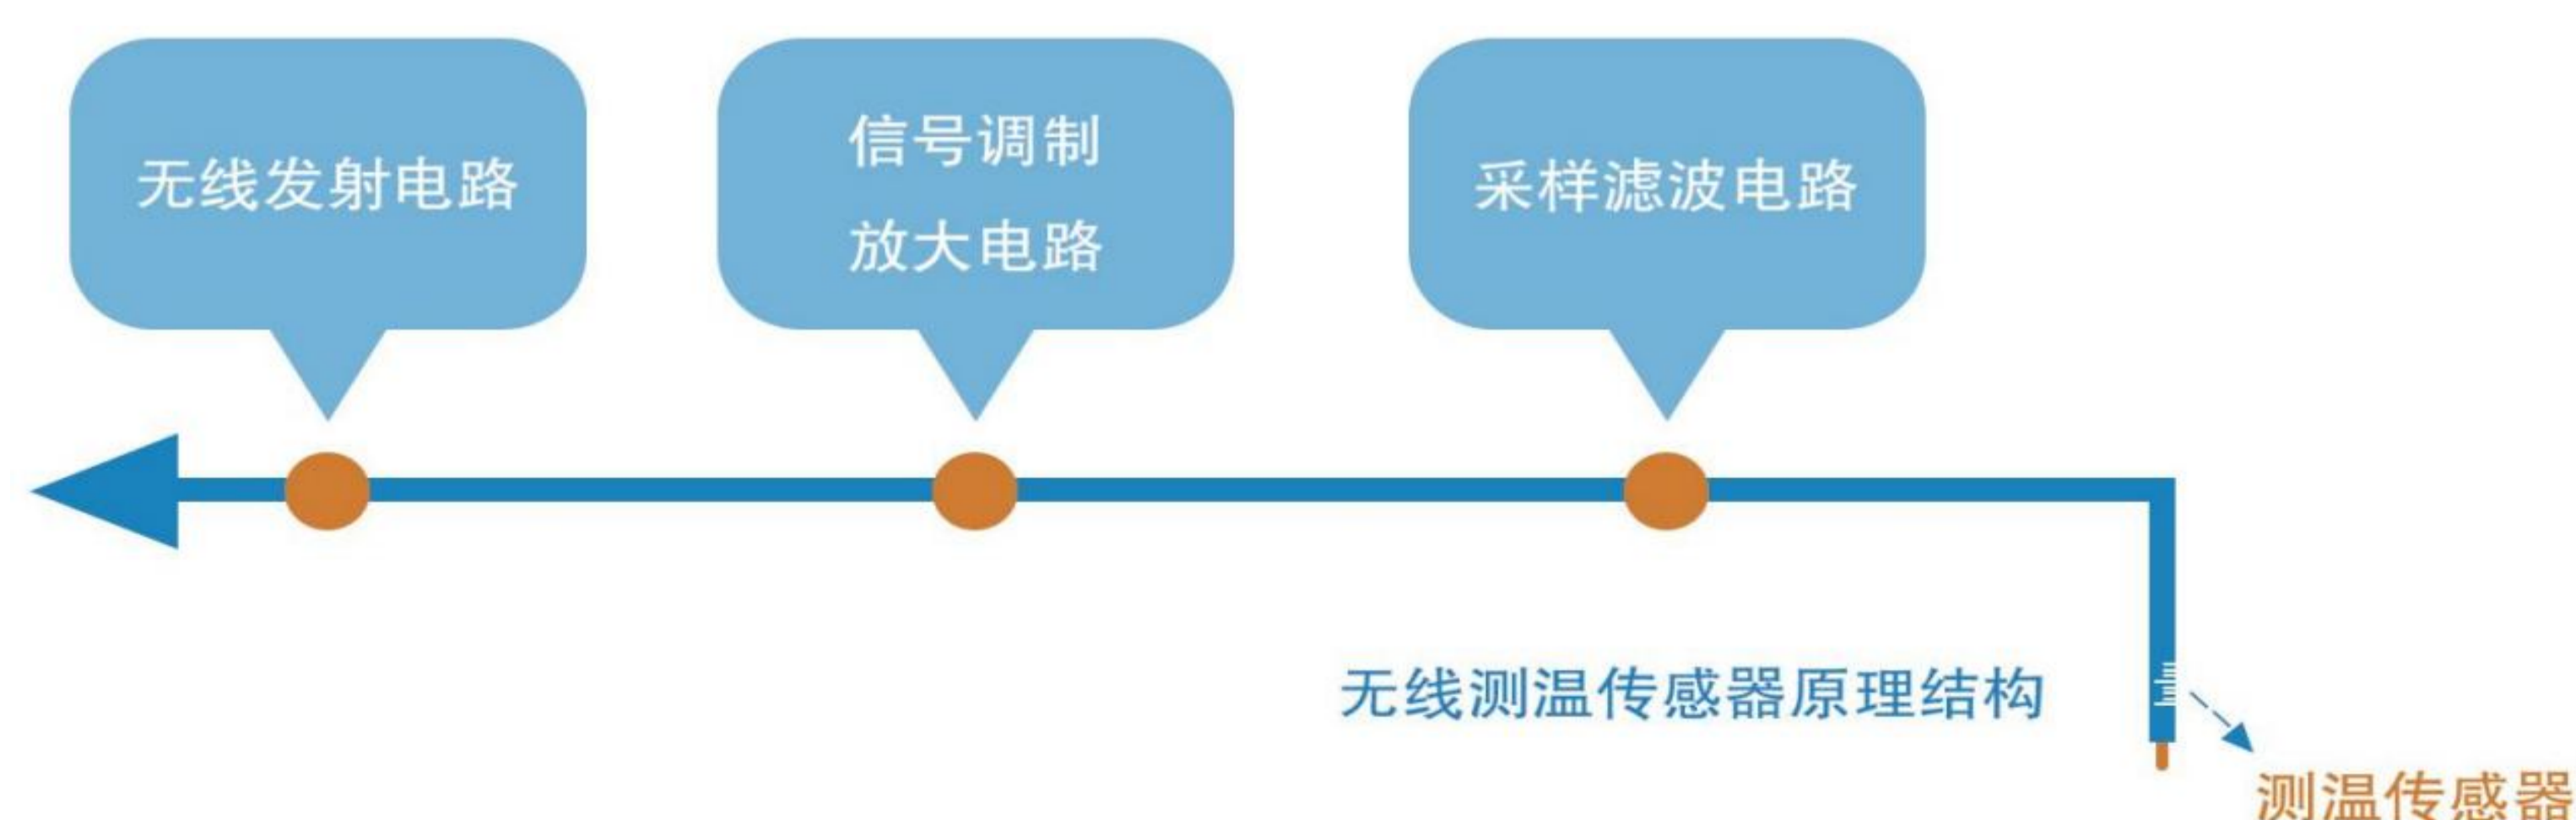 无线发射电路
信号调制
放大电路
采样滤波电路
无线测温传感器原理结构
测温传感器